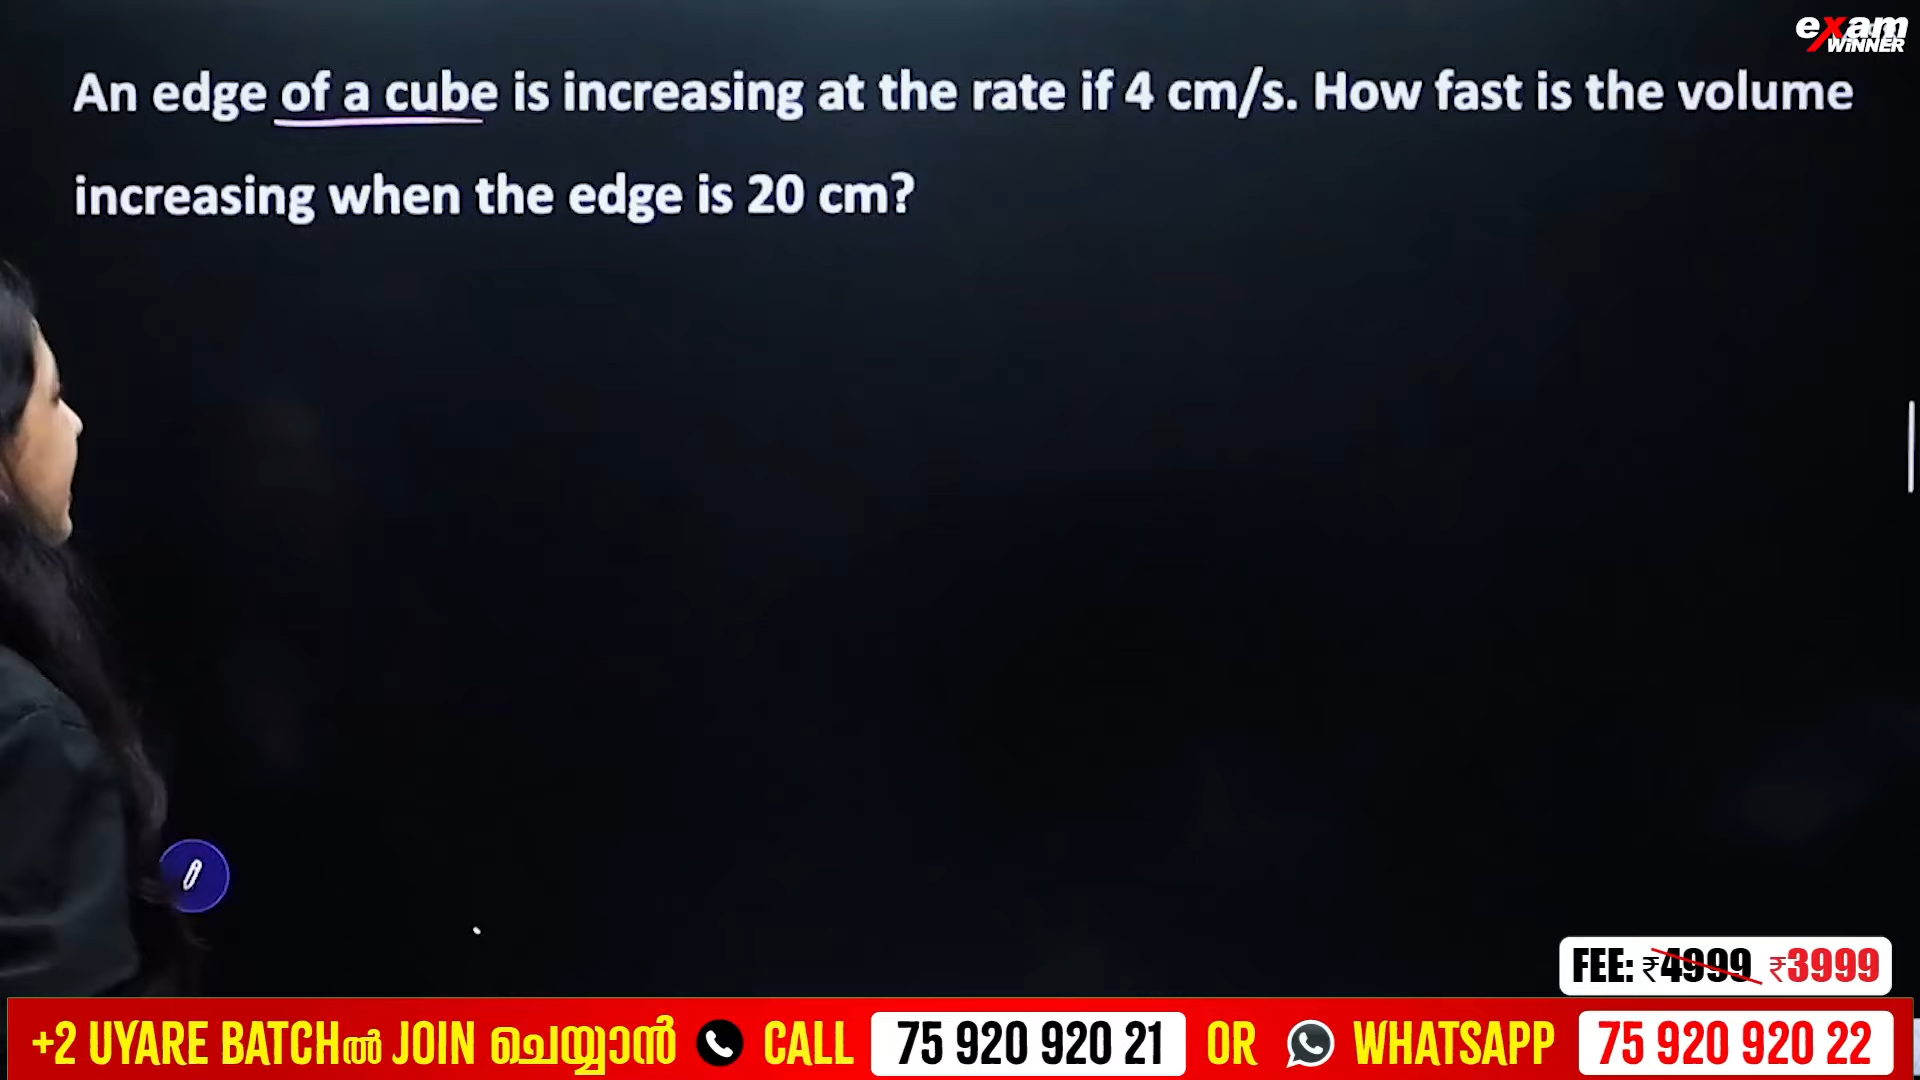 exam
WINNER
An edge of a cube is increasing at the rate if 4 cm/s. How fast is the volume
increasing when the edge is 20 cm?
FEE: ₹4999 ₹3999
+2 UYARE BATCHൽ JOIN ചെയ്യാൻ CALL 75 920 920 21 OR WHATSAPP 75 920 920 22